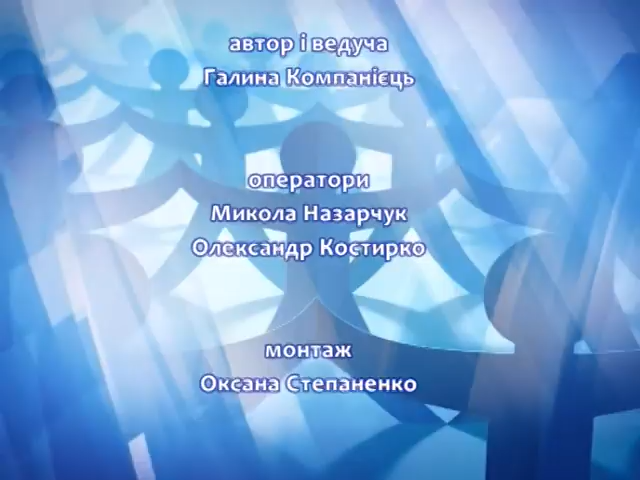 автор і ведуча
Галина Компанієць
оператори
Микола Назарчук
Олександр Костирко
монтаж
Оксана Степаненко